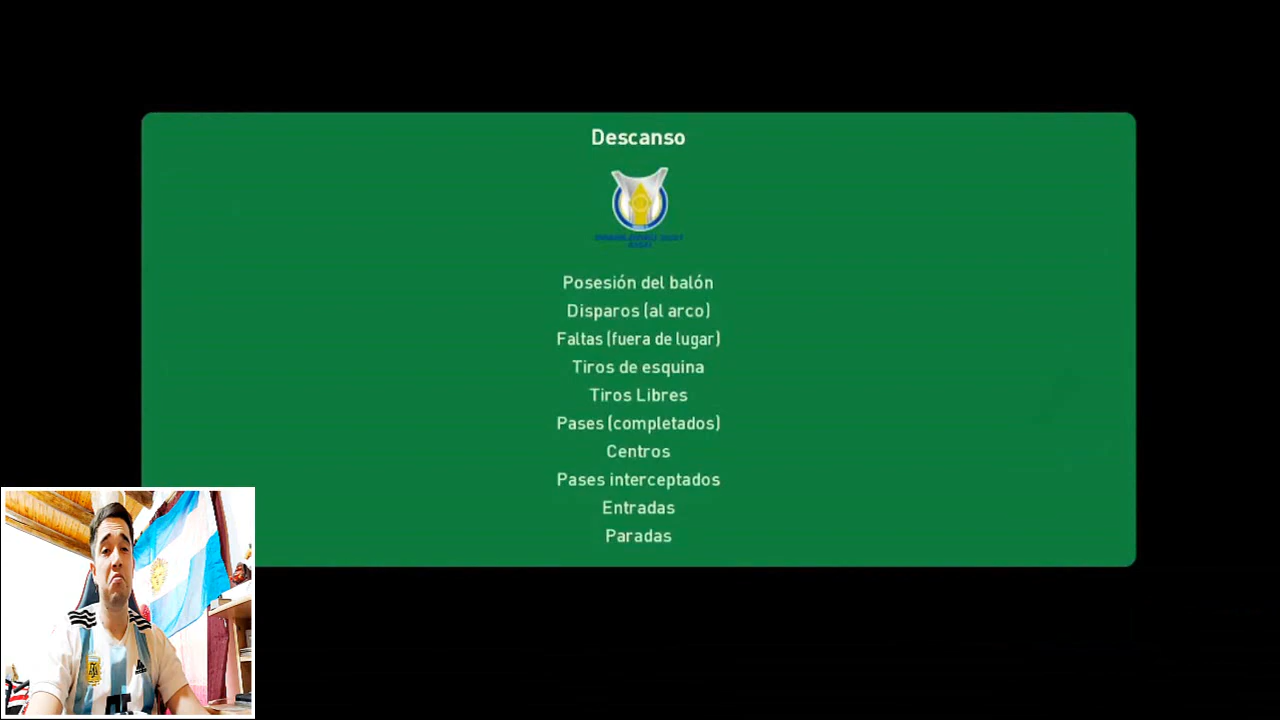 Descanso
Posesión del balón
Disparos (al arco)
Faltas (fuera de lugar)
Tiros de esquina
Tiros Libres
Pases (completados)
Centros
Pases interceptados
Entradas
Paradas